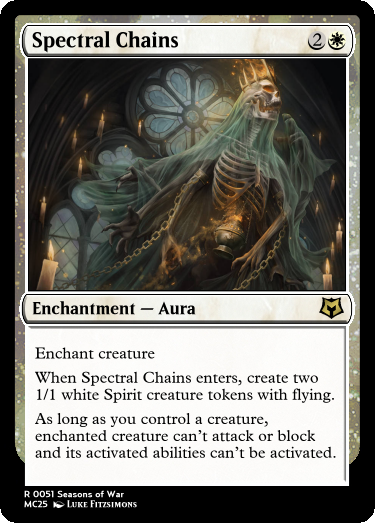 Spectral Chains 2
Enchantment — Aura
Enchant creature
When Spectral Chains enters, create two
1/1 white Spirit creature tokens with flying.
As long as you control a creature,
enchanted creature can't attack or block
and its activated abilities can't be activated.
R 0051 Seasons of War
MC25 Luke Fitzsimons